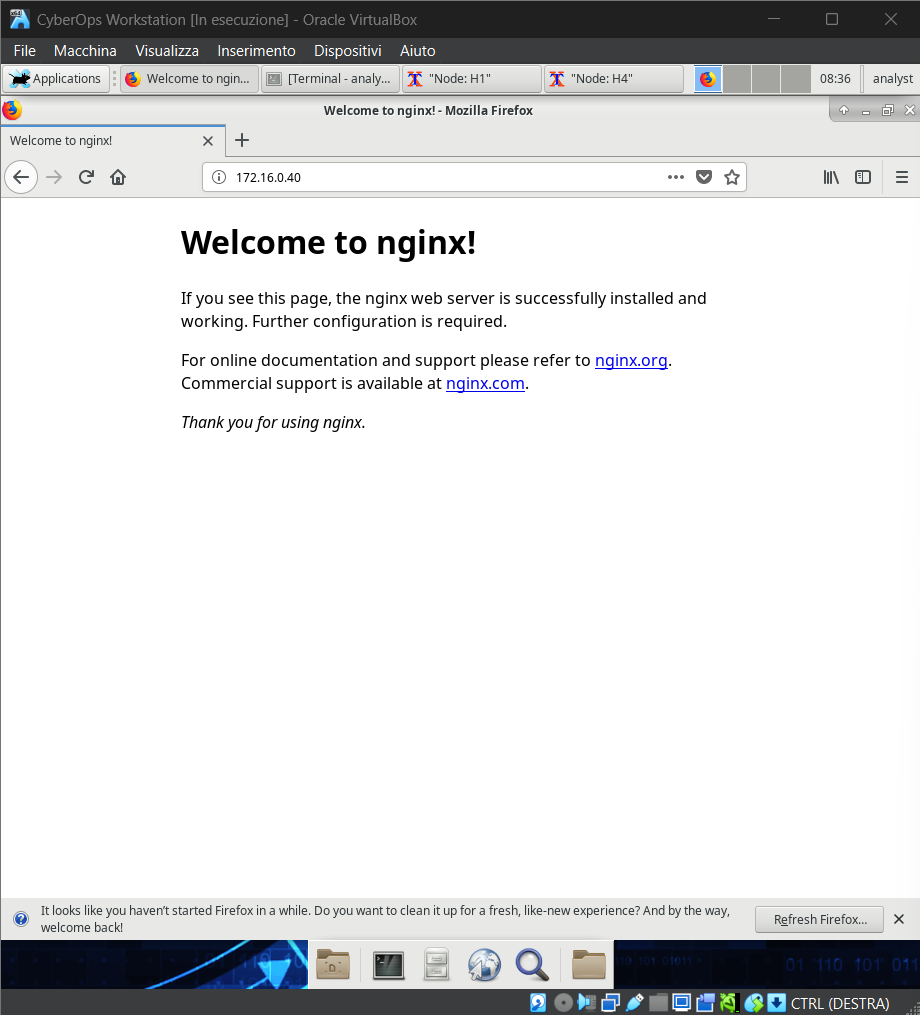 CyberOps Workstation [In esecuzione] - Oracle VirtualBox
File Macchina Visualizza Inserimento Dispositivi Aiuto
Applications Welcome to ngin... [Terminal - analy... "Node: H1" "Node: H4" 08:36 analyst
Welcome to nginx! - Mozilla Firefox
Welcome to nginx!
172.16.0.40
Welcome to nginx!
If you see this page, the nginx web server is successfully installed and
working. Further configuration is required.
For online documentation and support please refer to nginx.org.
Commercial support is available at nginx.com.
Thank you for using nginx.
It looks like you haven't started Firefox in a while. Do you want to clean it up for a fresh, like-new experience? And by the way,
welcome back!
Refresh Firefox...
CTRL (DESTRA)